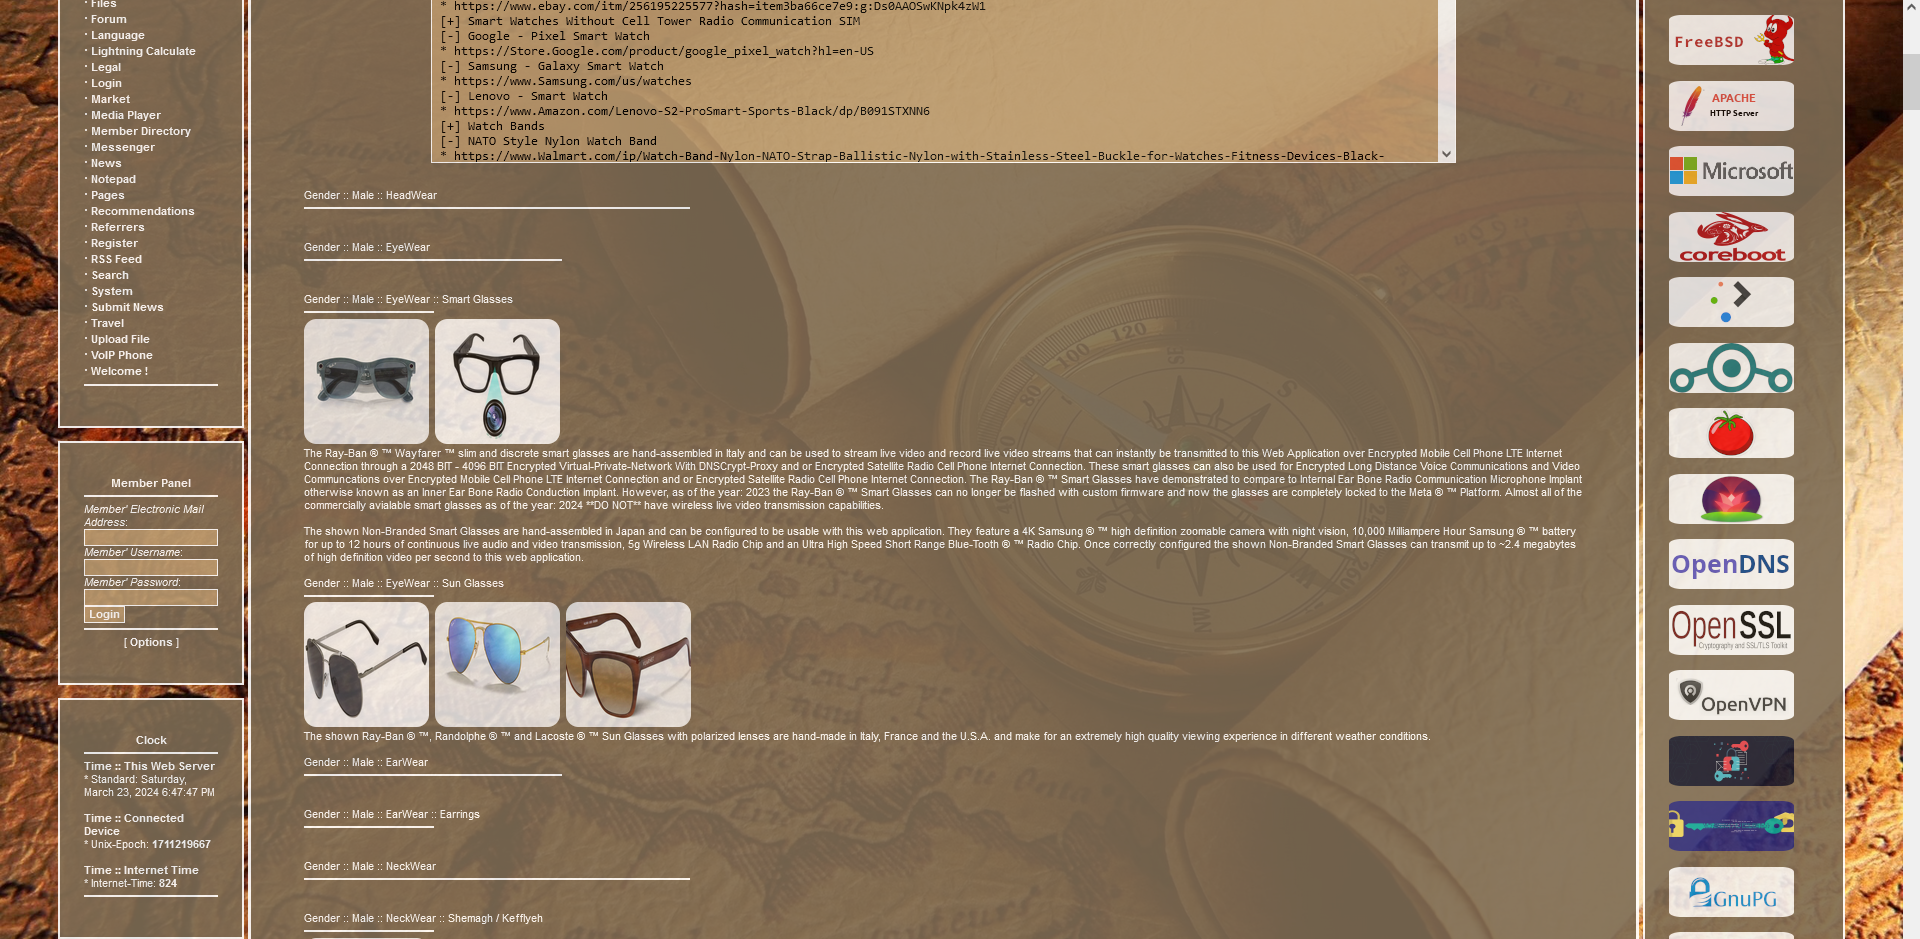 · Files
· Forum
· Language
· Lightning Calculate
· Legal
· Login
· Market
· Media Player
· Member Directory
· Messenger
· News
· Notepad
· Pages
· Recommendations
· Referrers
· Register
· RSS Feed
· Search
· System
· Submit News
· Travel
· Upload File
· VoIP Phone
· Welcome !
Member Panel
Member' Electronic Mail
Address:
Member' Username:
Member' Password:
Login
[ Options ]
Clock
Time :: This Web Server
* Standard: Saturday,
March 23, 2024 6:47:47 PM
Time :: Connected
Device
* Unix-Epoch: 1711219667
Time :: Internet Time
* Internet-Time: 824
* https://www.ebay.com/itm/256195225577?hash=item3ba66ce7e9:g:Ds0AAOSwKNpk4zW1
[+] Smart Watches Without Cell Tower Radio Communication SIM
[-] Google - Pixel Smart Watch
* https://Store.Google.com/product/google_pixel_watch?hl=en-US
[-] Samsung - Galaxy Smart Watch
* https://www.Samsung.com/us/watches
[-] Lenovo - Smart Watch
* https://www.Amazon.com/Lenovo-S2-ProSmart-Sports-Black/dp/B091STXNN6
[+] Watch Bands
[-] NATO Style Nylon Watch Band
* https://www.Walmart.com/ip/Watch-Band-Nylon-NATO-Strap-Ballistic-Nylon-with-Stainless-Steel-Buckle-for-Watches-Fitness-Devices-Black-
Gender :: Male :: HeadWear
Gender :: Male :: EyeWear
Gender :: Male :: EyeWear :: Smart Glasses
The Ray-Ban ® ™ Wayfarer ™ slim and discrete smart glasses are hand-assembled in Italy and can be used to stream live video and record live video streams that can instantly be transmitted to this Web Application over Encrypted Mobile Cell Phone LTE Internet
Connection through a 2048 BIT - 4096 BIT Encrypted Virtual-Private-Network With DNSCrypt-Proxy and or Encrypted Satellite Radio Cell Phone Internet Connection. These smart glasses can also be used for Encrypted Long Distance Voice Communications and Video
Communcations over Encrypted Mobile Cell Phone LTE Internet Connection and or Encrypted Satellite Radio Cell Phone Internet Connection. The Ray-Ban ® ™ Smart Glasses have demonstrated to compare to Internal Ear Bone Radio Communication Microphone Implant
otherwise known as an Inner Ear Bone Radio Conduction Implant. However, as of the year: 2023 the Ray-Ban ® ™ Smart Glasses can no longer be flashed with custom firmware and now the glasses are completely locked to the Meta ® ™ Platform. Almost all of the
commercially avialable smart glasses as of the year: 2024 **DO NOT** have wireless live video transmission capabilities.
The shown Non-Branded Smart Glasses are hand-assembled in Japan and can be configured to be usable with this web application. They feature a 4K Samsung ® ™ high definition zoomable camera with night vision, 10,000 Milliampere Hour Samsung ® ™ battery
for up to 12 hours of continuous live audio and video transmission, 5g Wireless LAN Radio Chip and an Ultra High Speed Short Range Blue-Tooth ® ™ Radio Chip. Once correctly configured the shown Non-Branded Smart Glasses can transmit up to ~2.4 megabytes
of high definition video per second to this web application.
Gender :: Male :: EyeWear :: Sun Glasses
The shown Ray-Ban ® ™, Randolphe ® ™ and Lacoste ® ™ Sun Glasses with polarized lenses are hand-made in Italy, France and the U.S.A. and make for an extremely high quality viewing experience in different weather conditions.
Gender :: Male :: EarWear
Gender :: Male :: EarWear :: Earrings
Gender :: Male :: NeckWear
Gender :: Male :: NeckWear :: Shemagh / Kefflyeh
80
100
120
S
NW
FreeBSD
APACHE
HTTP Server
Microsoft
coreboot
OpenDNS
OpenSSL
Cryptography and SSL/TLS Toolkit
OpenVPN
GnuPG